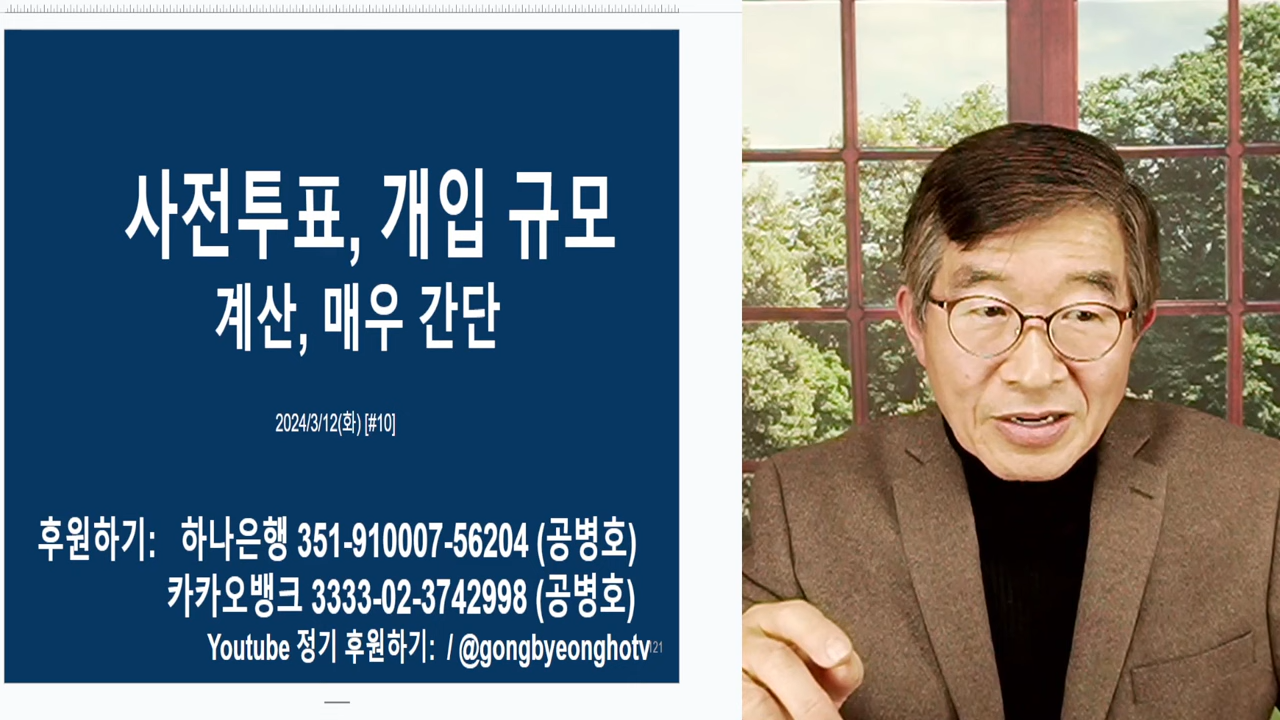 사전투표, 개입 규모
계산, 매우 간단
2024/3/12(화) [#10]
후원하기: 하나은행 351-910007-56204 (공병호)
카카오뱅크 3333-02-3742998 (공병호)
Youtube 정기 후원하기: / @gongbyeonghotv
121